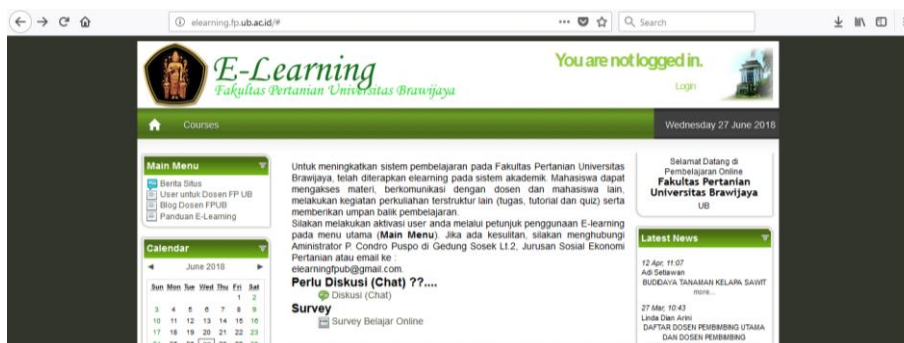 elearning.fp.ub.ac.id/#
Search
E-Learning
Fakultas Pertanian Universitas Brawijaya
You are not logged in.
Login
Courses
Wednesday 27 June 2018
Main Menu
Berita Situs
User untuk Dosen FP UB
Blog Dosen FPUB
Panduan E-Learning
Calendar
June 2018
Sun Mon Tue Wed Thu Fri Sat
1 2
3 4 5 6 7 8 9
10 11 12 13 14 15 16
17 18 19 20 21 22 23
Untuk meningkatkan sistem pembelajaran pada Fakultas Pertanian Universitas
Brawijaya, telah diterapkan elearning pada sistem akademik. Mahasiswa dapat
mengakses materi, berkomunikasi dengan dosen dan mahasiswa lain,
melakukan kegiatan perkuliahan terstruktur lain (tugas, tutorial dan quiz) serta
memberikan umpan balik pembelajaran.
Silakan melakukan aktivasi user anda melalui petunjuk penggunaan E-learning
pada menu utama (Main Menu). Jika ada kesulitan, silakan menghubungi
Aministrator P. Condro Puspo di Gedung Sosek Lt.2, Jurusan Sosial Ekonomi
Pertanian atau email ke :
elearningfpub@gmail.com.
Perlu Diskusi (Chat) ??....
Diskusi (Chat)
Survey
Survey Belajar Online
Selamat Datang di
Pembelajaran Online
Fakultas Pertanian
Universitas Brawijaya
UB
Latest News
12 Apr, 11:07
Adi Setiawan
BUDDAYA TANAMAN KELAPA SAWIT
more...
27 Mar, 10:43
Linda Dian Arini
DAFTAR DOSEN PEMBIMBING UTAMA
DAN DOSEN PEMBIMBING